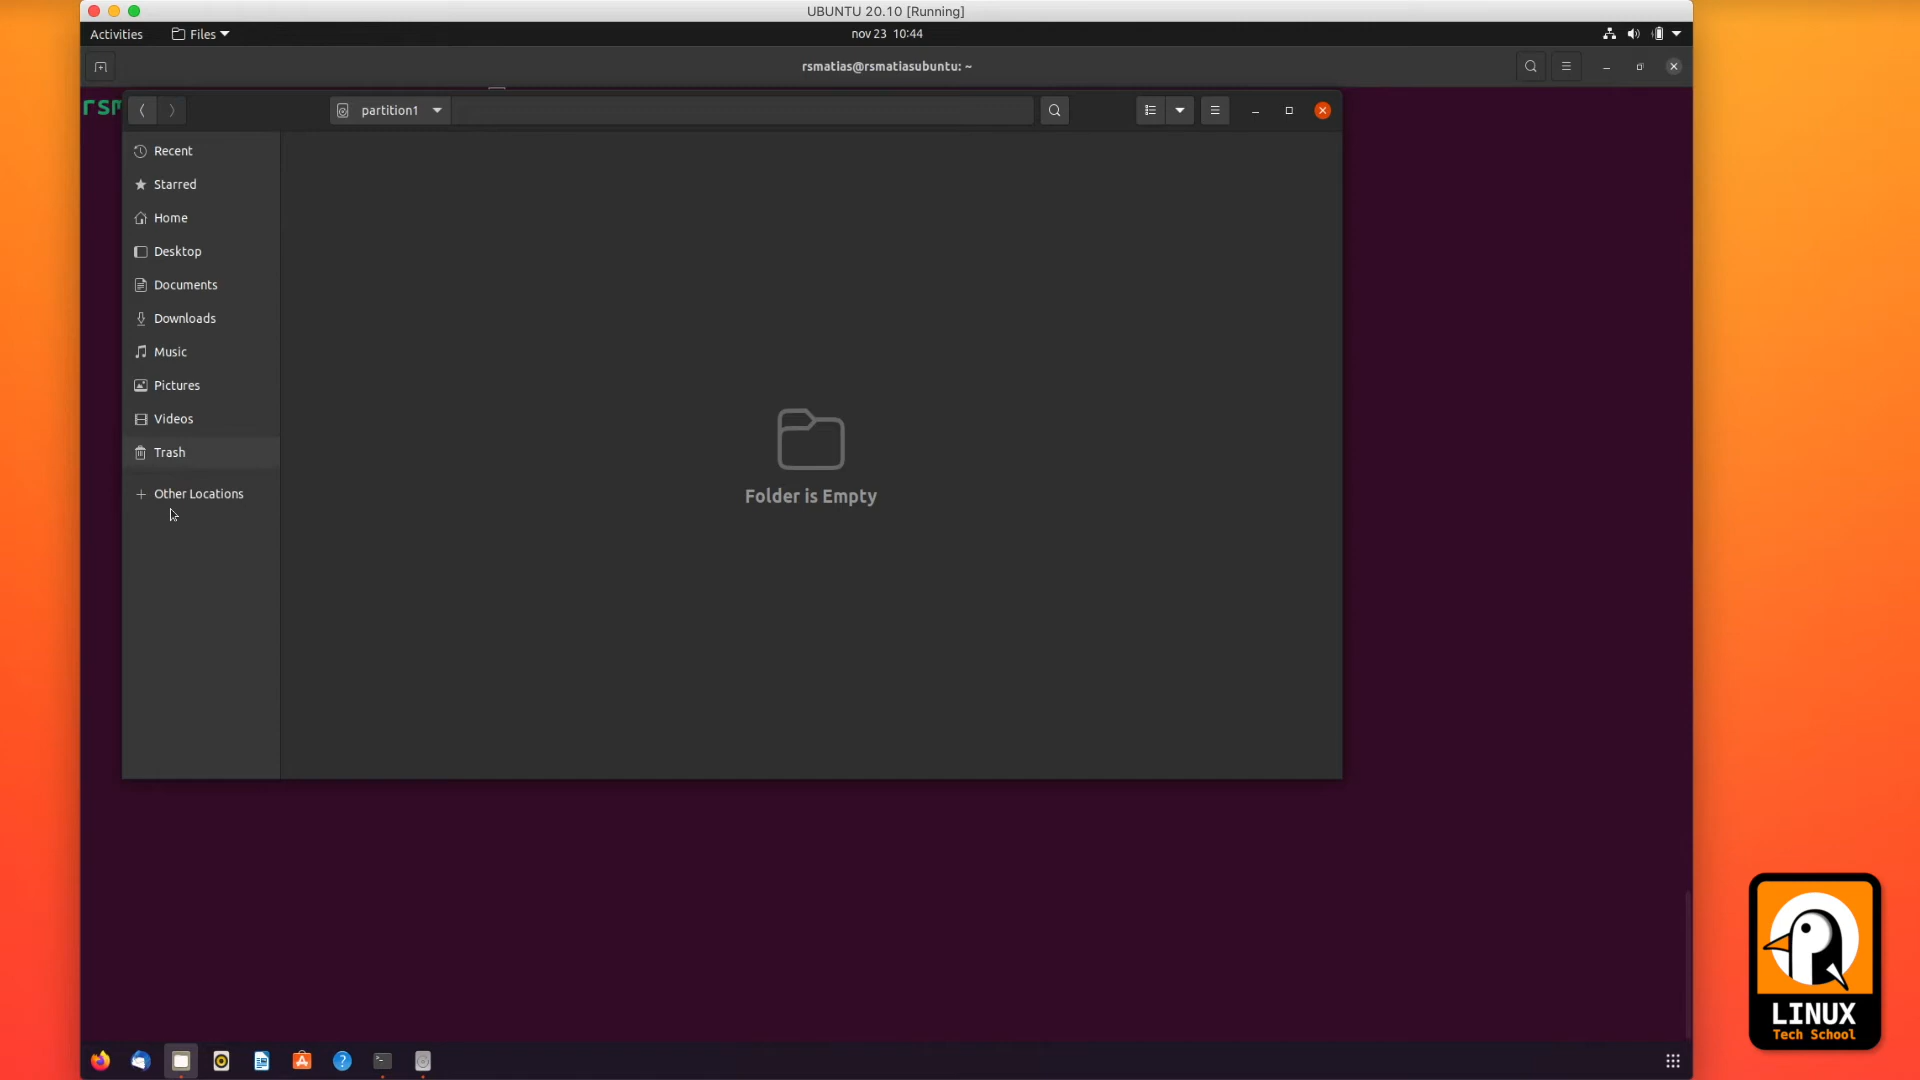 UBUNTU 20.10 [Running]
Activities
Files
nov 23 10:44
rsmatias@rsmatiasubuntu: ~
rsm
partition1
Recent
Starred
Home
Desktop
Documents
Downloads
Music
Pictures
Videos
Trash
Other Locations
Folder is Empty
LINUX
Tech School